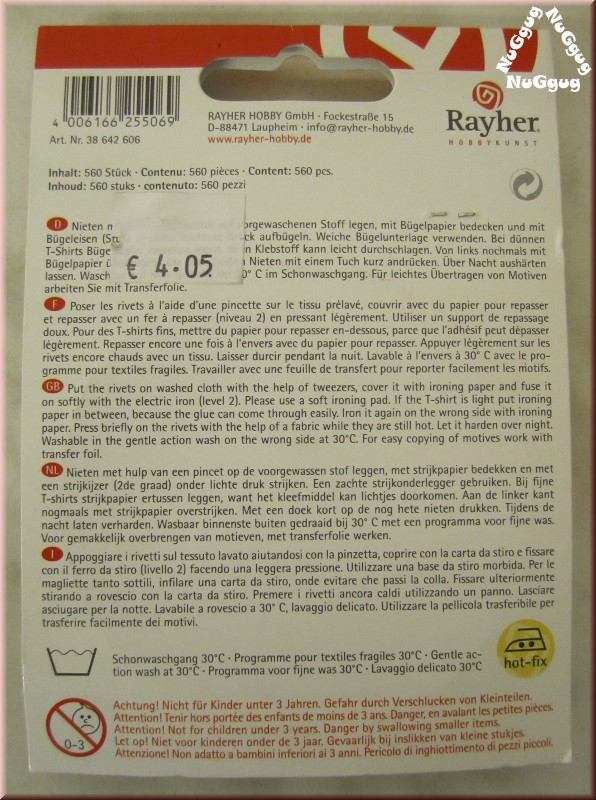 NuGgug
NuGgug
NuGgug
4 006166 255069
Art. Nr. 38 642 606
RAYHER HOBBY GmbH · Fockestraße 15
D-88471 Laupheim · info@rayher-hobby.de
www.rayher-hobby.de
Rayher.
HOBBYKUNST
Inhalt: 560 Stück · Contenu: 560 pièces · Content: 560 pcs.
Inhoud: 560 stuks · contenuto: 560 pezzi
D Nieten m orgewaschenen Stoff legen, mit Bügelpapier bedecken und mit
Bügeleisen (Stu ck aufbügeln. Weiche Bügelunterlage verwenden. Bei dünnen
T-Shirts Büge n Klebstoff kann leicht durchschlagen. Von links nochmals mit
Bügelpapier ü Nieten mit einem Tuch kurz andrücken. Über Nacht aushärten
lassen. Wasch 0° C im Schonwaschgang. Für leichtes Übertragen von Motiven
arbeiten Sie mit Transferfolie.
€ 4.05
F Poser les rivets à l'aide d'une pincette sur le tissu prélavé, couvrir avec du papier pour repasser
et repasser avec un fer à repasser (niveau 2) en pressant légèrement. Utiliser un support de repassage
doux. Pour des T-shirts fins, mettre du papier pour repasser en-dessous, parce que l'adhésif peut dépasser
légèrement. Repasser encore une fois à l'envers avec du papier pour repasser. Appuyer légèrement sur les
rivets encore chauds avec un tissu. Laisser durcir pendant la nuit. Lavable à l'envers à 30° C avec le pro-
gramme pour textiles fragiles. Travailler avec une feuille de transfert pour reporter facilement les motifs.
GB Put the rivets on washed cloth with the help of tweezers, cover it with ironing paper and fuse it
on softly with the electric iron (level 2). Please use a soft ironing pad. If the T-shirt is light put ironing
paper in between, because the glue can come through easily. Iron it again on the wrong side with ironing
paper. Press briefly on the rivets with the help of a fabric while they are still hot. Let it harden over night.
Washable in the gentle action wash on the wrong side at 30°C. For easy copying of motives work with
transfer foil.
NL Nieten met hulp van een pincet op de voorgewassen stof leggen, met strijkpapier bedekken en met
een strijkijzer (2de graad) onder lichte druk strijken. Een zachte strijkonderlegger gebruiken. Bij fijne
T-shirts strijkpapier ertussen leggen, want het kleefmiddel kan lichtjes doorkomen. Aan de linker kant
nogmaals met strijkpapier overstrijken. Met een doek kort op de nog hete nieten drukken. Tijdens de
nacht laten verharden. Wasbaar binnenste buiten gedraaid bij 30° C met een programma voor fijne was.
Voor gemakkelijk overbrengen van motieven, met transferfolie werken.
I Appoggiare i rivetti sul tessuto lavato aiutandosi con la pinzetta, coprire con la carta da stiro e fissare
con il ferro da stiro (livello 2) facendo una leggera pressione. Utilizzare una base da stiro morbida. Per le
magliette tanto sottili, infilare una carta da stiro, onde evitare che passi la colla. Fissare ulteriormente
stirando a rovescio con la carta da stiro. Premere i rivetti ancora caldi utilizzando un panno. Lasciare
asciugare per la notte. Lavabile a rovescio a 30° C, lavaggio delicato. Utilizzare la pellicola trasferibile per
trasferire facilmente dei motivi.
Schonwaschgang 30°C · Programme pour textiles fragiles 30°C · Gentle ac-
tion wash at 30°C · Programma voor fijne was 30°C · Lavaggio delicato 30°C
hot-fix
0-3
Achtung! Nicht für Kinder unter 3 Jahren. Gefahr durch Verschlucken von Kleinteilen.
Attention! Tenir hors portée des enfants de moins de 3 ans. Danger, en avalant les petites pièces.
Attention! Not for children under 3 years. Danger by swallowing smaller items.
Let op! Niet voor kinderen onder de 3 jaar. Gevaarlijk bij inslikken van kleine stukjes.
Attenzione! Non adatto a bambini inferiori ai 3 anni. Pericolo di inghiottimento di pezzi piccoli.